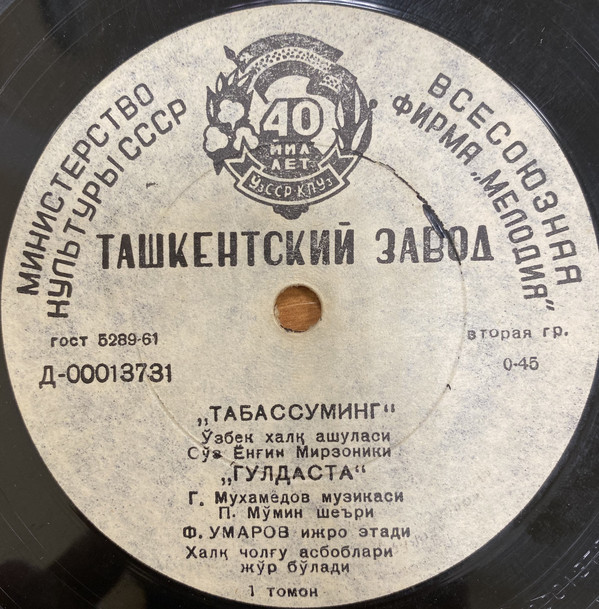 МИНИСТЕРСТВО
КУЛЬТУРЫ СССР
ВСЕСОЮЗНАЯ
ФИРМА „МЕЛОДИЯ"
40
ЙИЛ
ЛЕТ
УзССР·КПУз
ТАШКЕНТСКИЙ ЗАВОД
гост 5289-61
вторая гр.
Д-00013731
0-45
„ТАБАССУМИНГ"
Ўзбек халқ ашуласи
Сўз Ёнғин Мирзоники
„ГУЛДАСТА"
Г. Мухамедов музикаси
П. Мўмин шеъри
Ф. УМАРОВ ижро этади
Халқ чолғу асбоблари
жўр бўлади
1 томон